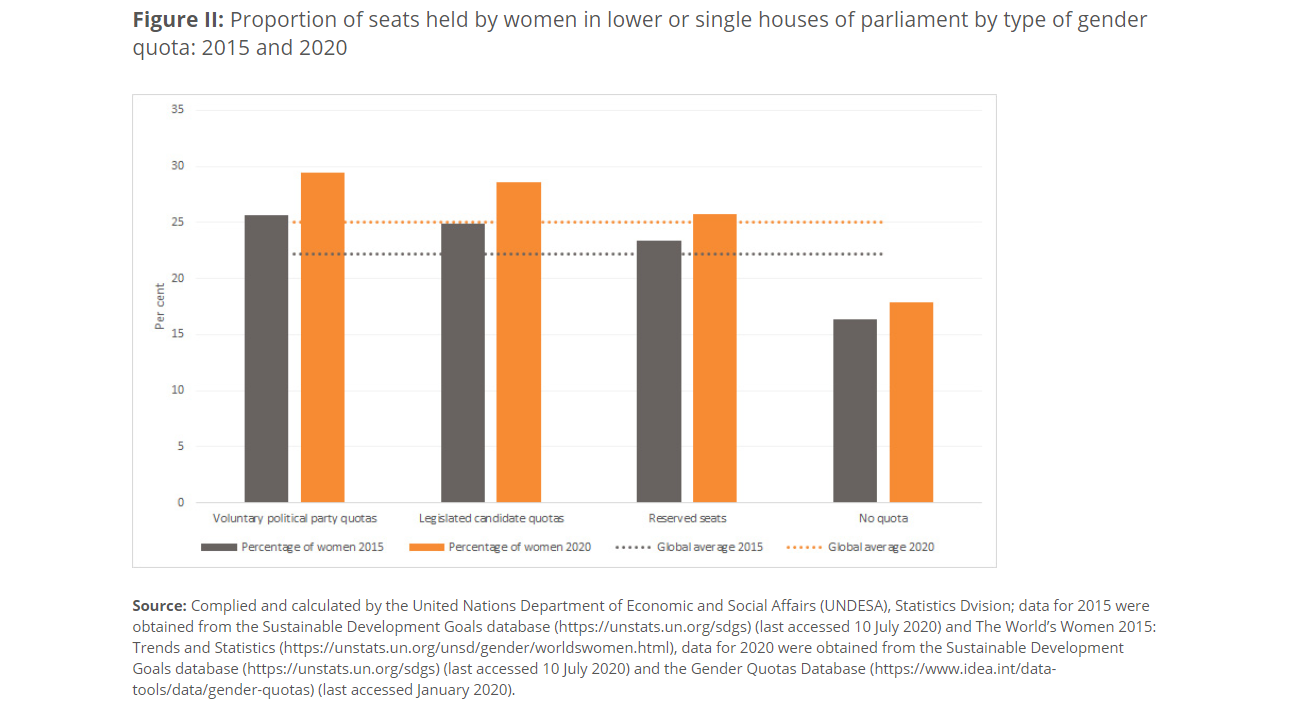 Figure II: Proportion of seats held by women in lower or single houses of parliament by type of gender
quota: 2015 and 2020
35
30
25
20
15
10
5
0
Per cent
Voluntary political party quotas
Legislated candidate quotas
Reserved seats
No quota
Percentage of women 2015
Percentage of women 2020
Global average 2015
Global average 2020
Source: Complied and calculated by the United Nations Department of Economic and Social Affairs (UNDESA), Statistics Dvision; data for 2015 were
obtained from the Sustainable Development Goals database (https://unstats.un.org/sdgs) (last accessed 10 July 2020) and The World’s Women 2015:
Trends and Statistics (https://unstats.un.org/unsd/gender/worldswomen.html), data for 2020 were obtained from the Sustainable Development
Goals database (https://unstats.un.org/sdgs) (last accessed 10 July 2020) and the Gender Quotas Database (https://www.idea.int/data-
tools/data/gender-quotas) (last accessed January 2020).